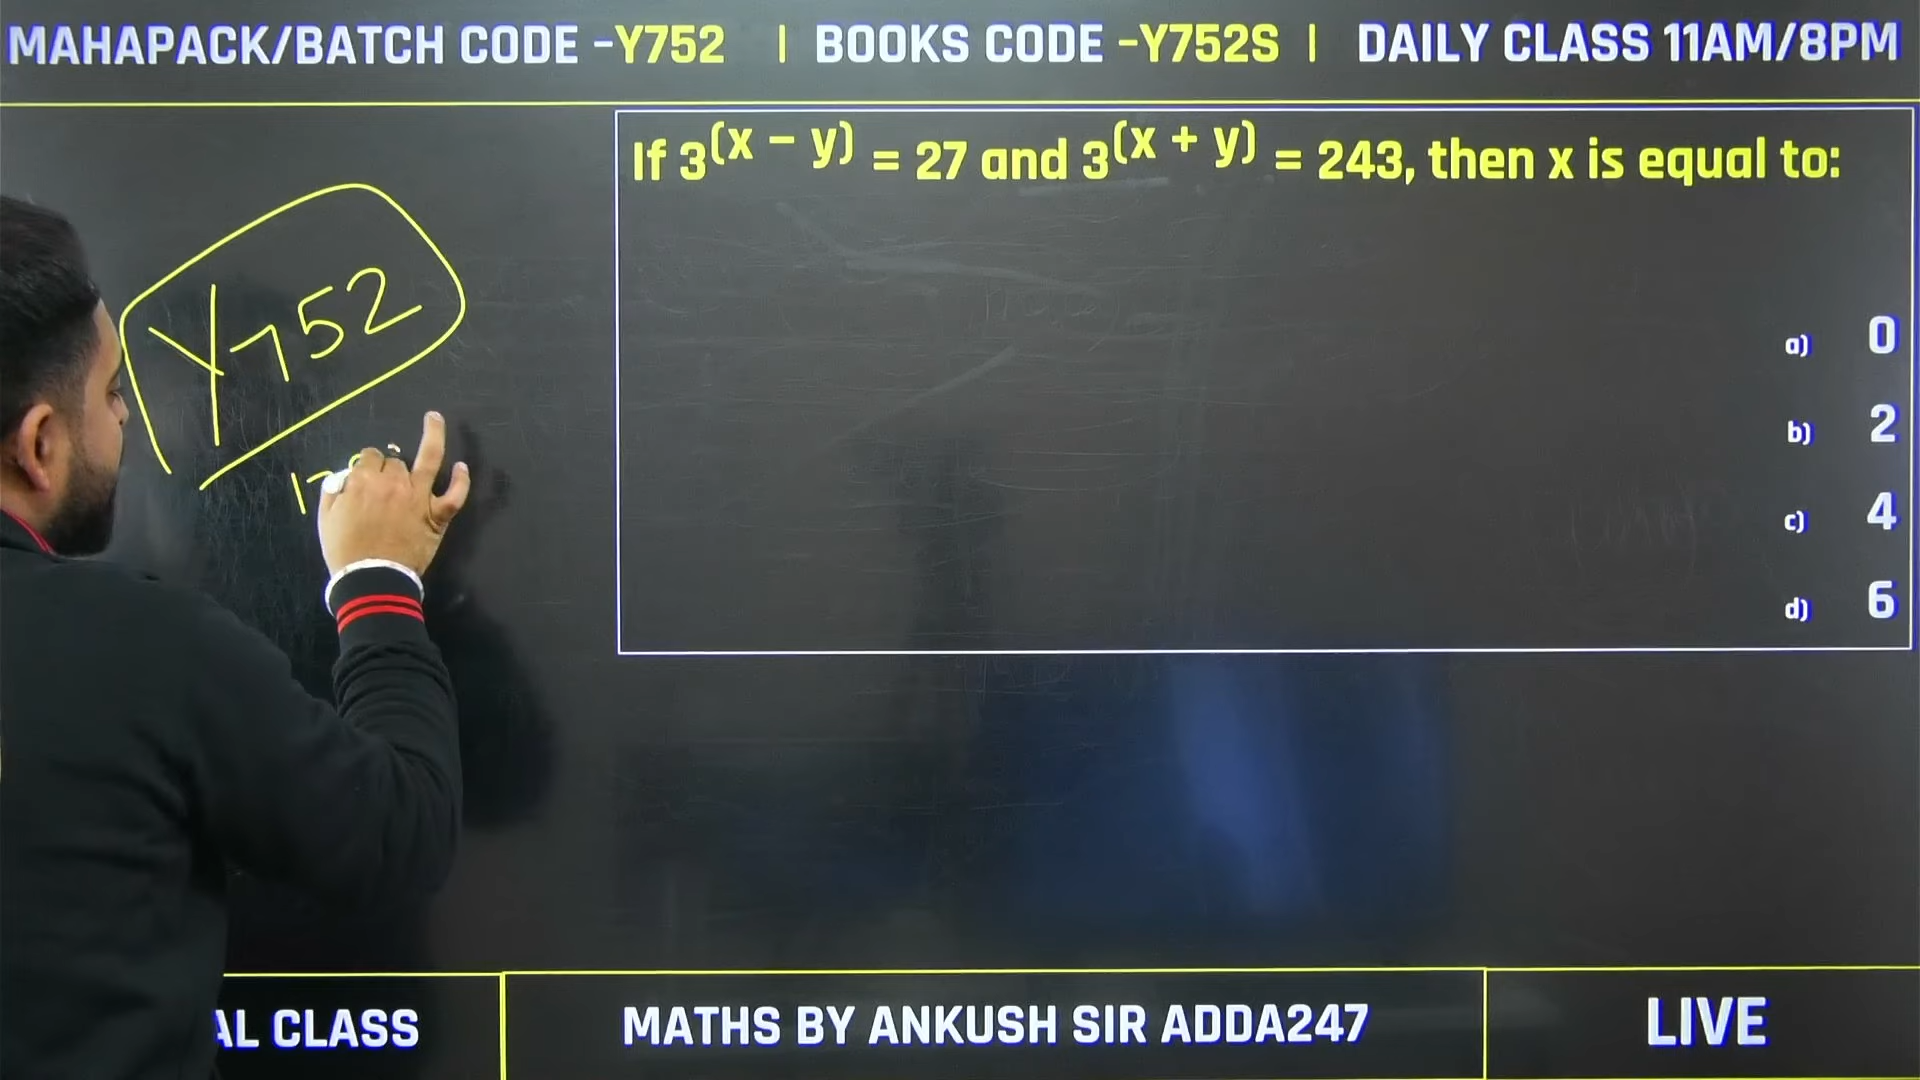 MAHAPACK/BATCH CODE -Y752 | BOOKS CODE -Y752S | DAILY CLASS 11AM/8PM
If 3^(x - y) = 27 and 3^(x + y) = 243, then x is equal to:
Y752
a) 0
b) 2
c) 4
d) 6
AL CLASS
MATHS BY ANKUSH SIR ADDA247
LIVE